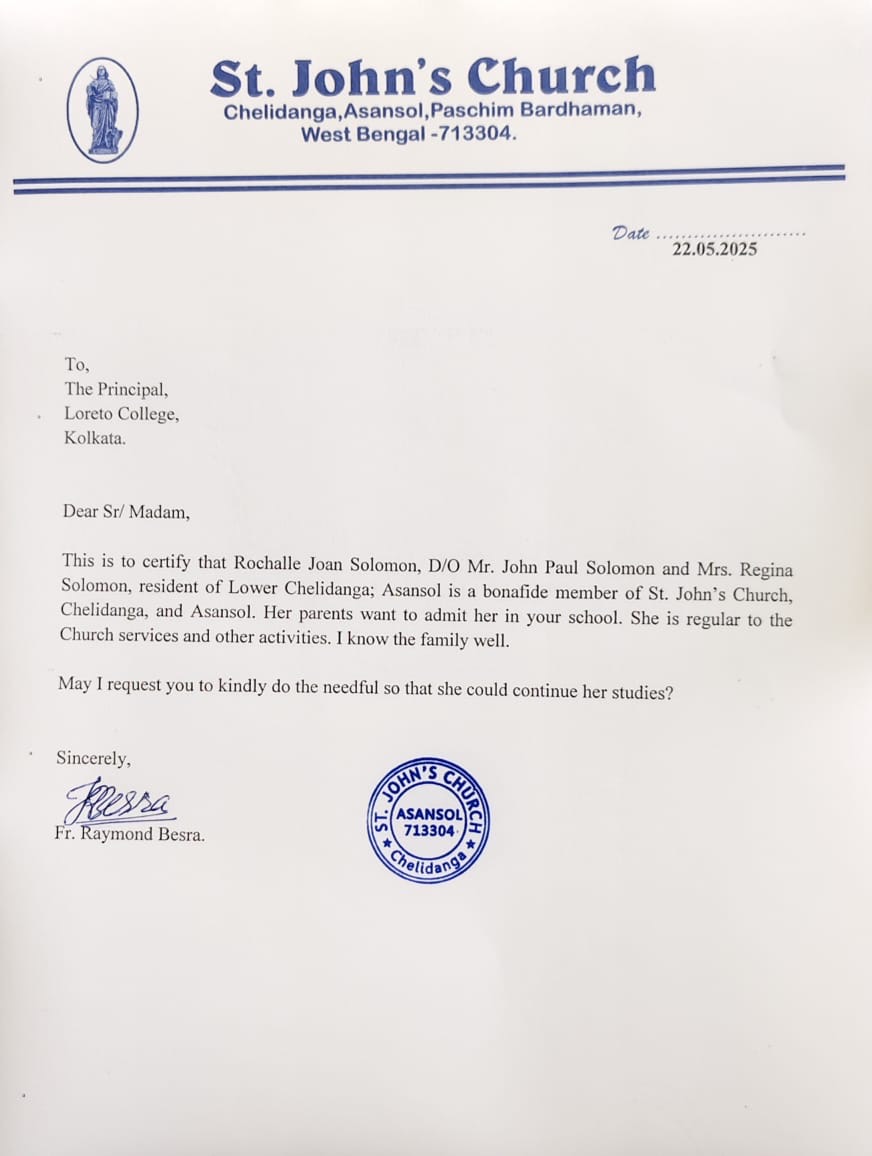 St. John's Church
Chelidanga,Asansol,Paschim Bardhaman,
West Bengal -713304.
Date ........................
22.05.2025
To,
The Principal,
Loreto College,
Kolkata.
Dear Sr/ Madam,
This is to certify that Rochalle Joan Solomon, D/O Mr. John Paul Solomon and Mrs. Regina
Solomon, resident of Lower Chelidanga; Asansol is a bonafide member of St. John's Church,
Chelidanga, and Asansol. Her parents want to admit her in your school. She is regular to the
Church services and other activities. I know the family well.
May I request you to kindly do the needful so that she could continue her studies?
Sincerely,
RBesra
Fr. Raymond Besra.
ST. JOHN'S CHURCH
ASANSOL
713304
★ Chelidanga ★